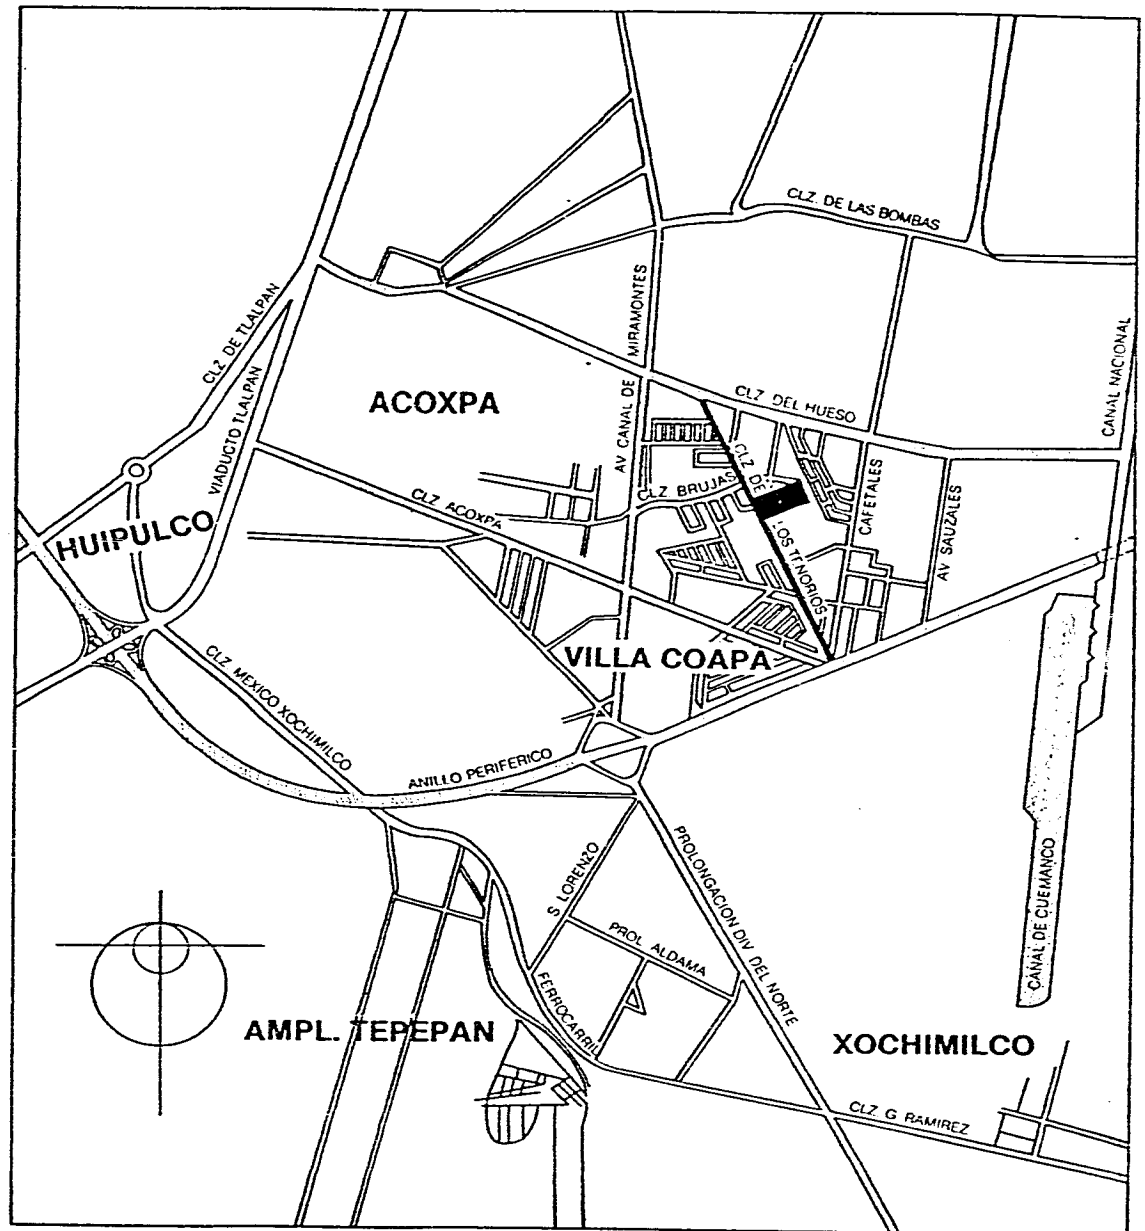 CLZ. DE LAS BOMBAS
CLZ. DE TLALPAN
VIADUCTO TLALPAN
AV CANAL DE MIRAMONTES
CANAL NACIONAL
ACOXPA
CLZ. DEL HUESO
CLZ. DE LOS TENORIOS
CLZ BRUJAS
CAFETALES
AV SAUZALES
CLZ ACOXPA
HUIPULCO
VILLA COAPA
CLZ MEXICO XOCHIMILCO
ANILLO PERIFERICO
S LORENZO
PROLONGACION DIV DEL NORTE
CANAL DE CUEMANCO
PROL ALDAMA
FERROCARRIL
AMPL. TEPEPAN
XOCHIMILCO
CLZ G RAMIREZ